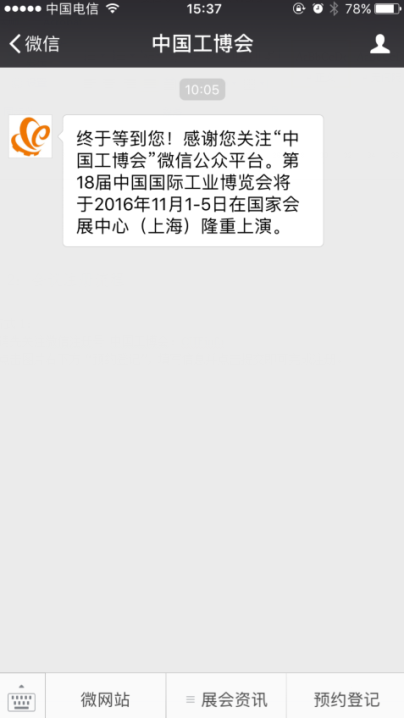 中国电信 15:37 78%
微信 中国工博会
10:05
终于等到您！感谢您关注“中
国工博会”微信公众平台。第
18届中国国际工业博览会将
于2016年11月1-5日在国家会
展中心（上海）隆重上演。
微网站 展会资讯 预约登记